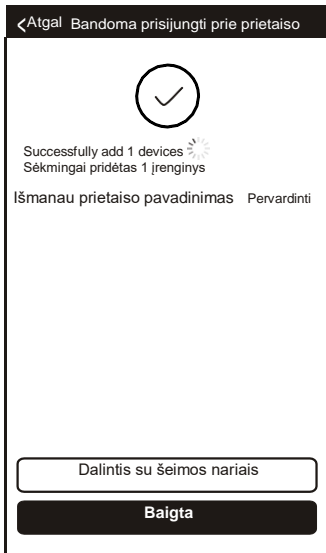 Atgal Bandoma prisijungti prie prietaiso
Successfully add 1 devices
Sėkmingai pridėtas 1 įrenginys
Išmanau prietaiso pavadinimas Pervardinti
Dalintis su šeimos nariais
Baigta